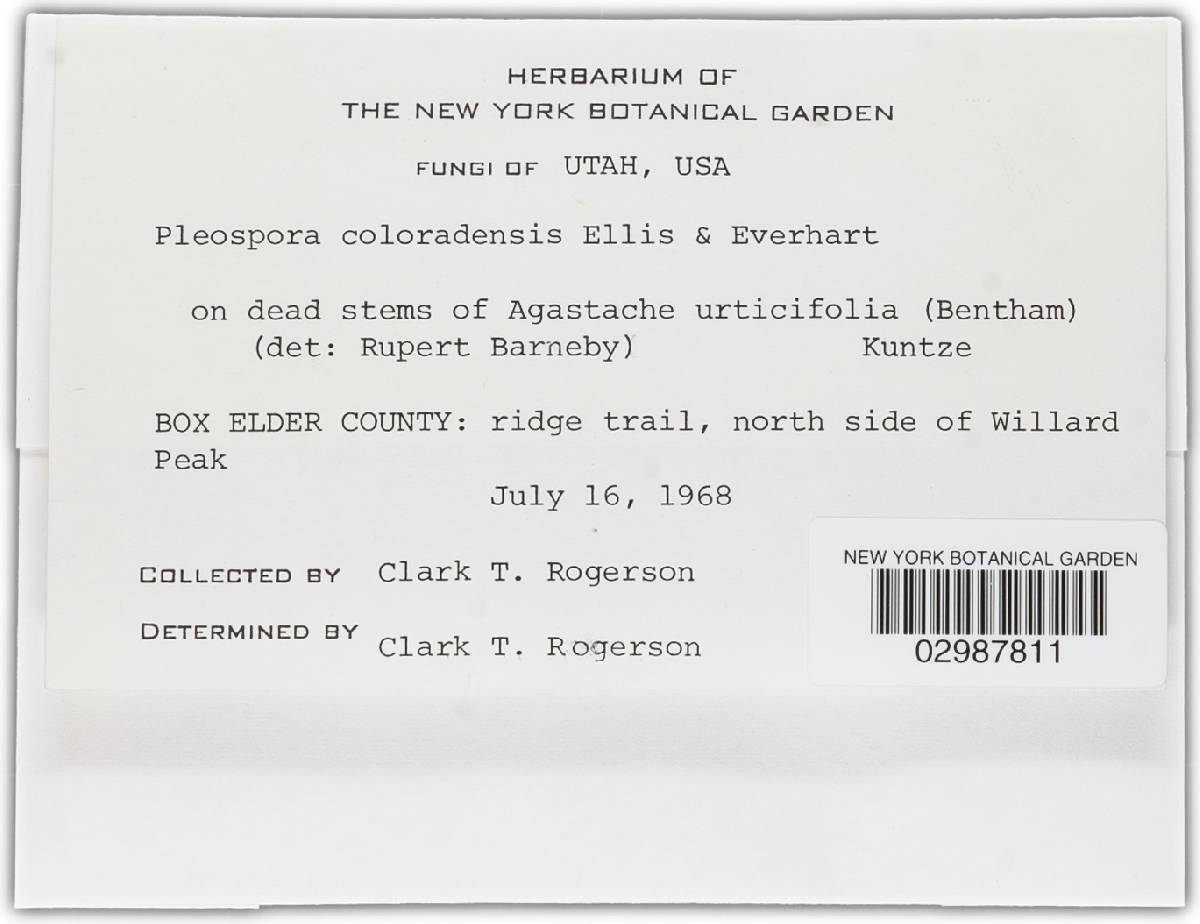 HERBARIUM OF
THE NEW YORK BOTANICAL GARDEN
FUNGI OF UTAH, USA
Pleospora coloradensis Ellis & Everhart
on dead stems of Agastache urticifolia (Bentham)
(det: Rupert Barneby) Kuntze
BOX ELDER COUNTY: ridge trail, north side of Willard
Peak
July 16, 1968
COLLECTED BY Clark T. Rogerson
DETERMINED BY Clark T. Rogerson
NEW YORK BOTANICAL GARDEN
02987811